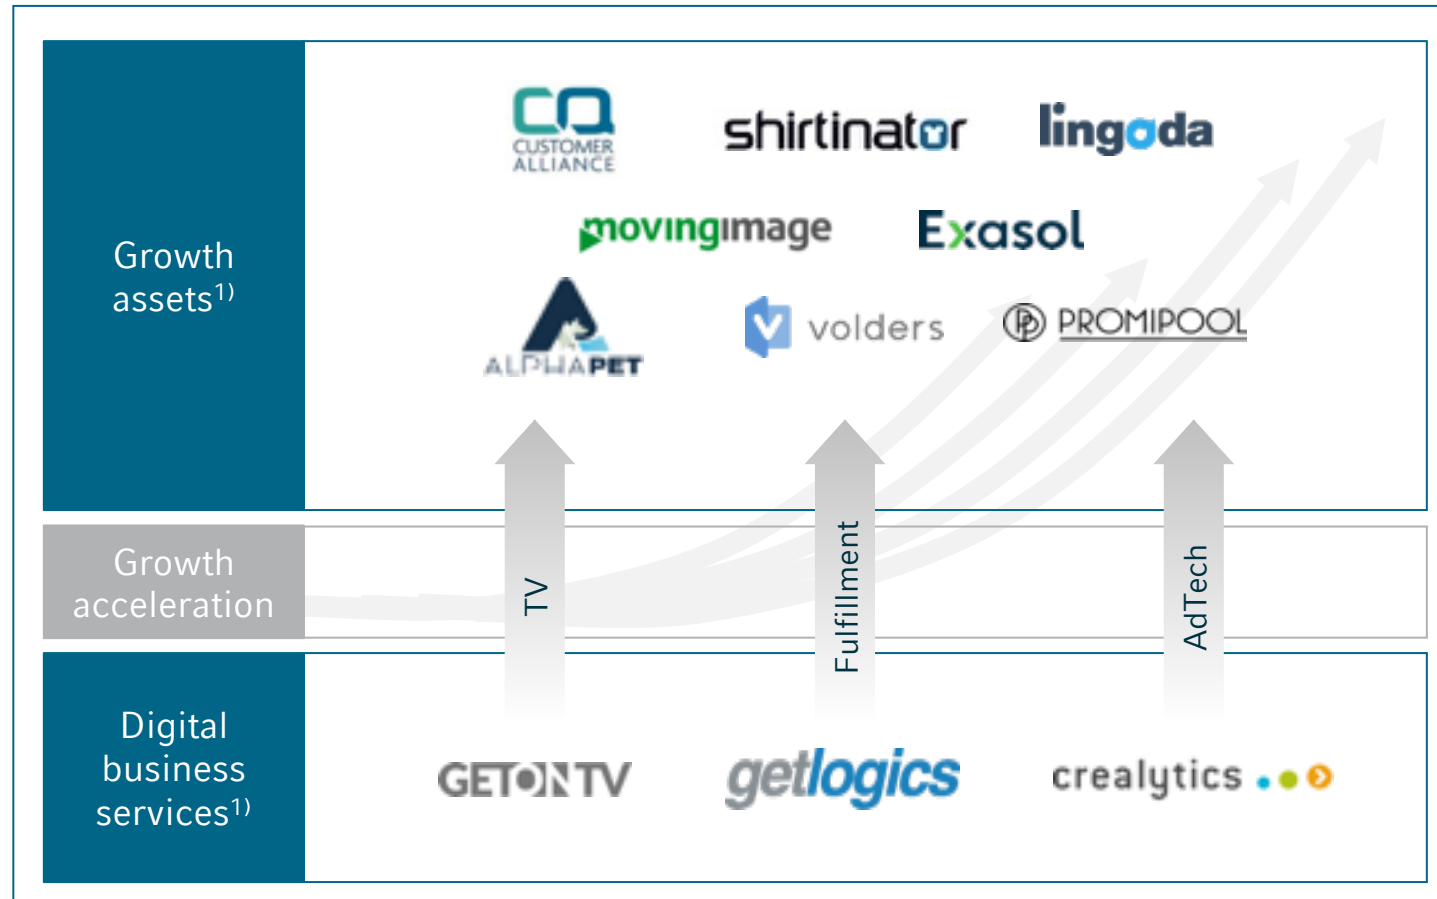 Growth
assets1)
CUSTOMER
ALLIANCE
shirtinator
lingoda
movingimage
Exasol
ALPHAPET
volders
PROMIPOOL
Growth
acceleration
TV
Fulfillment
AdTech
Digital
business
services1)
GETONTV
getlogics
crealytics